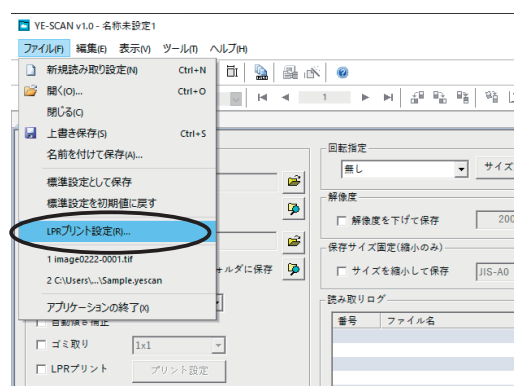 YE-SCAN v1.0 - 名称未設定1
ファイル(F) 編集(E) 表示(V) ツール(T) ヘルプ(H)
新規読み取り設定(N) Ctrl+N
開く(O)... Ctrl+O
1
閉じる(C)
上書き保存(S) Ctrl+S
名前を付けて保存(A)...
標準設定として保存
標準設定を初期値に戻す
LPRプリント設定(R)...
1 image0222-0001.tif
2 C:\Users\...\Sample.yescan
アプリケーションの終了(X)
ォルダに保存
自動傾き補正
ゴミ取り 1x1
LPRプリント プリント設定
回転指定
無し サイズ
解像度
解像度を下げて保存 200
保存サイズ固定(縮小のみ)
サイズを縮小して保存 JIS-A0
読み取りログ
番号 ファイル名